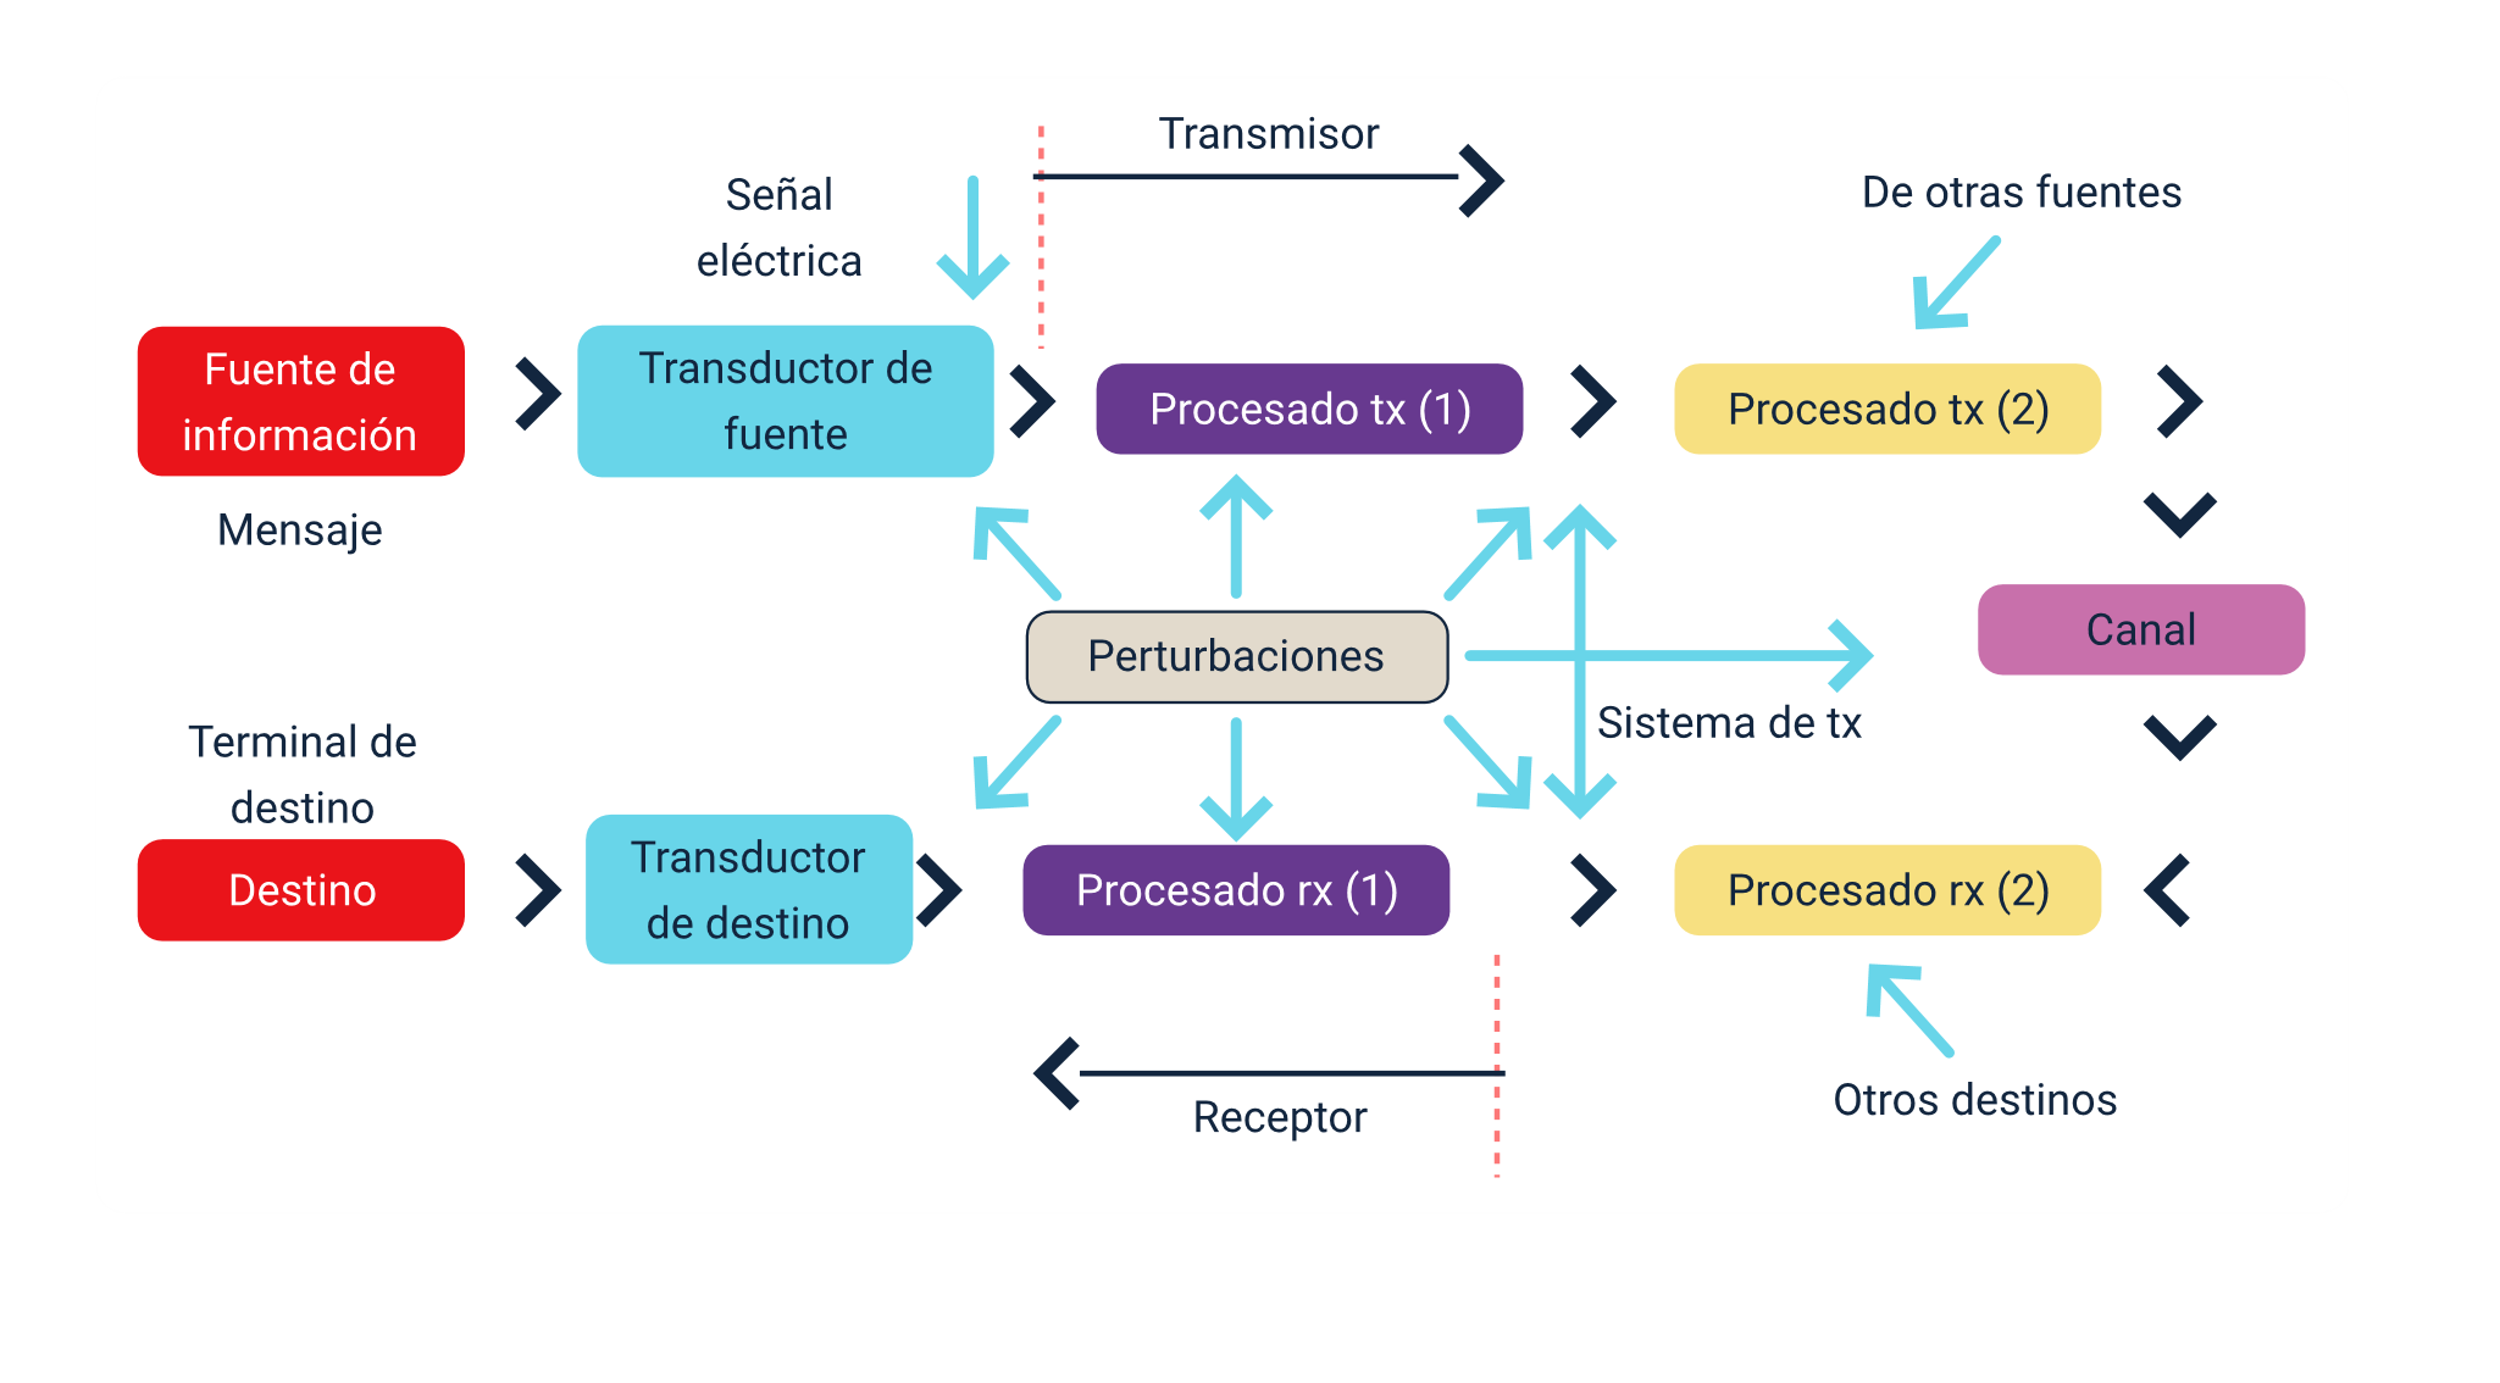 Transmisor
Señal
eléctrica
De otras fuentes
Fuente de
información
Transductor de
fuente
Procesado tx (1)
Procesado tx (2)
Mensaje
Perturbaciones
Canal
Sistema de tx
Terminal de
destino
Destino
Transductor
de destino
Procesado rx (1)
Procesado rx (2)
Receptor
Otros destinos